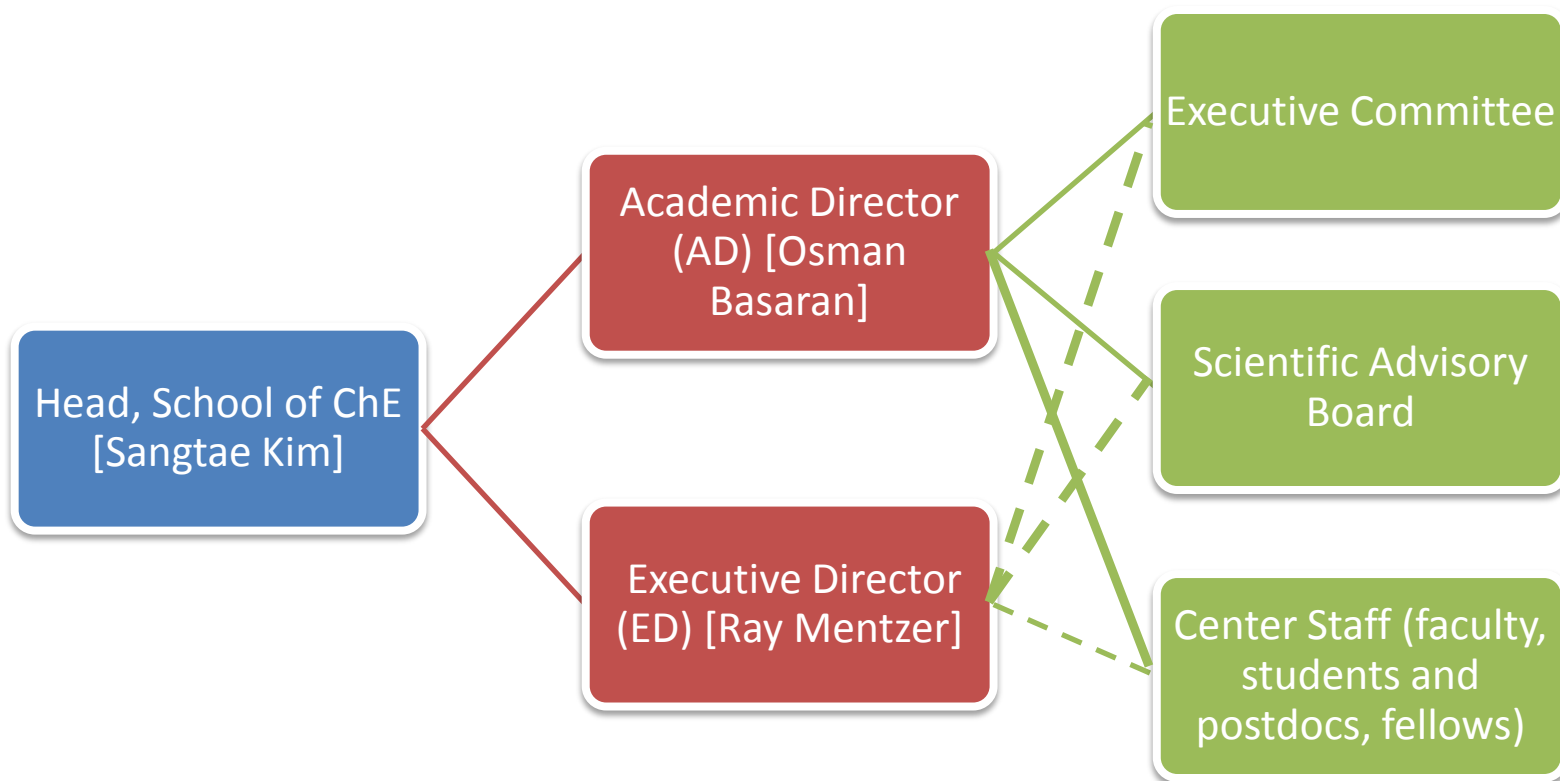 Head, School of ChE
[Sangtae Kim]
Academic Director
(AD) [Osman
Basaran]
Executive Director
(ED) [Ray Mentzer]
Executive Committee
Scientific Advisory
Board
Center Staff (faculty,
students and
postdocs, fellows)